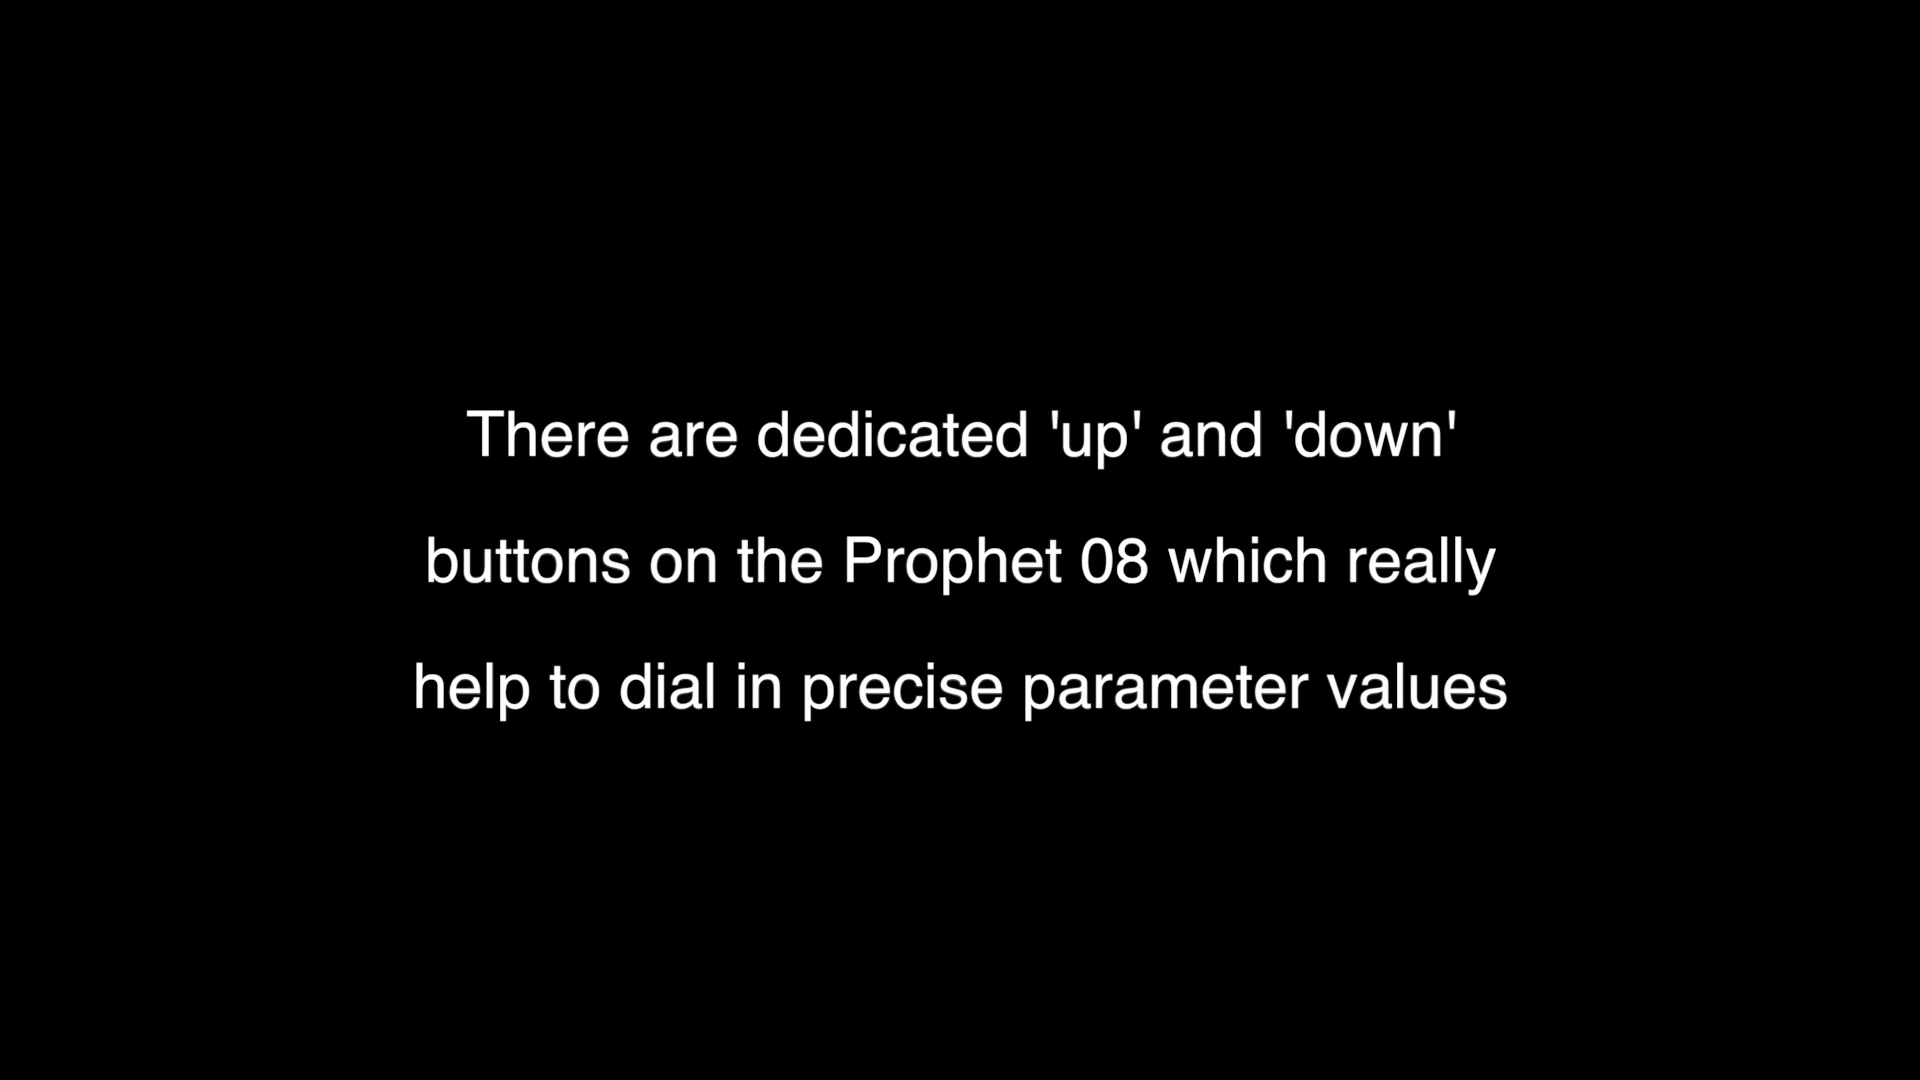 There are dedicated 'up' and 'down'
buttons on the Prophet 08 which really
help to dial in precise parameter values